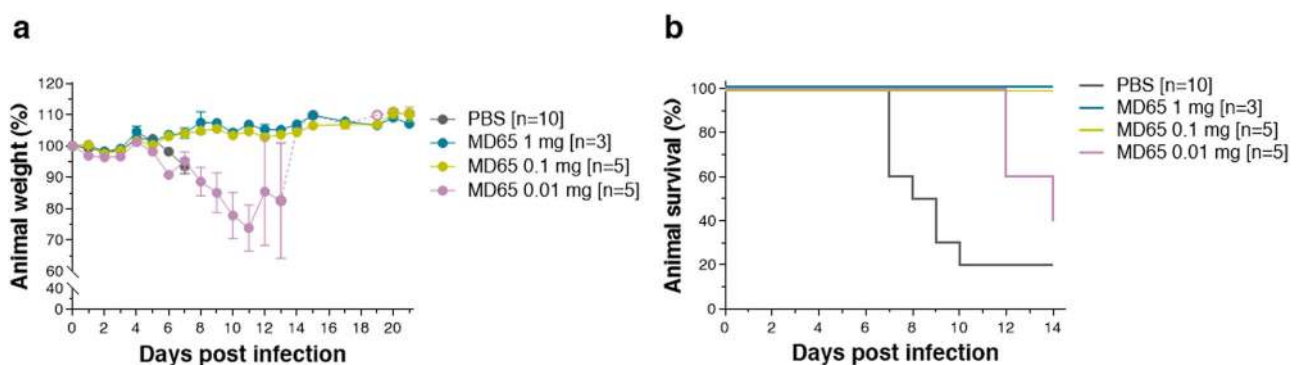 a
120
110
100
90
80
70
60
40
0
Animal weight (%)
0 2 4 6 8 10 12 14 16 18 20
Days post infection
PBS [n=10]
MD65 1 mg [n=3]
MD65 0.1 mg [n=5]
MD65 0.01 mg [n=5]
b
100
80
60
40
20
0
Animal survival (%)
0 2 4 6 8 10 12 14
Days post infection
PBS [n=10]
MD65 1 mg [n=3]
MD65 0.1 mg [n=5]
MD65 0.01 mg [n=5]